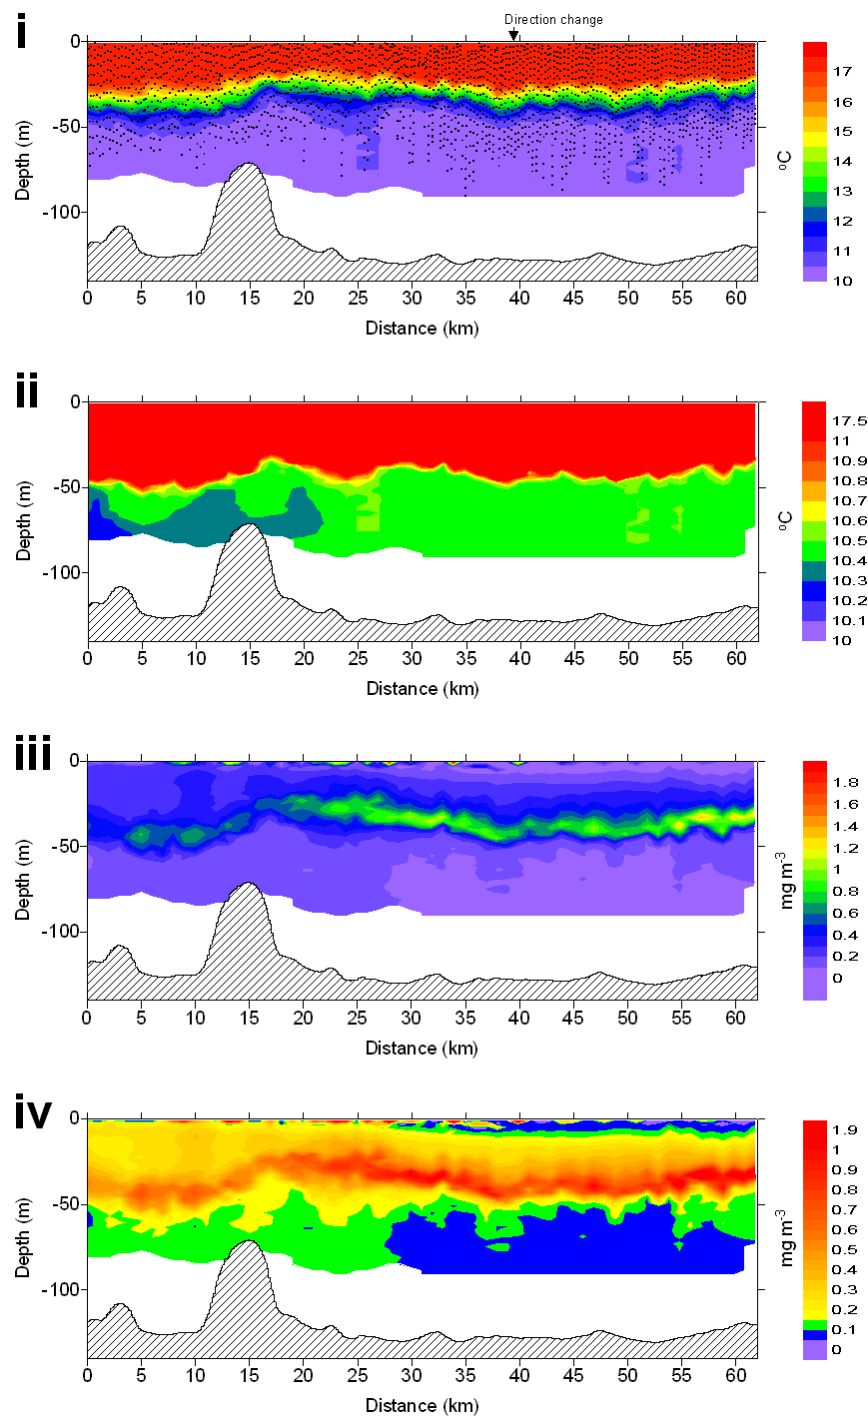 i
Direction change
0
-50
-100
Depth (m)
17
16
15
14
13
12
11
10
ºC
0 5 10 15 20 25 30 35 40 45 50 55 60
Distance (km)
ii
0
-50
-100
Depth (m)
17.5
11
10.9
10.8
10.7
10.6
10.5
10.4
10.3
10.2
10.1
10
ºC
0 5 10 15 20 25 30 35 40 45 50 55 60
Distance (km)
iii
0
-50
-100
Depth (m)
1.8
1.6
1.4
1.2
1
0.8
0.6
0.4
0.2
0
mg m-3
0 5 10 15 20 25 30 35 40 45 50 55 60
Distance (km)
iv
0
-50
-100
Depth (m)
1.9
1
0.9
0.8
0.7
0.6
0.5
0.4
0.3
0.2
0.1
0
mg m-3
0 5 10 15 20 25 30 35 40 45 50 55 60
Distance (km)